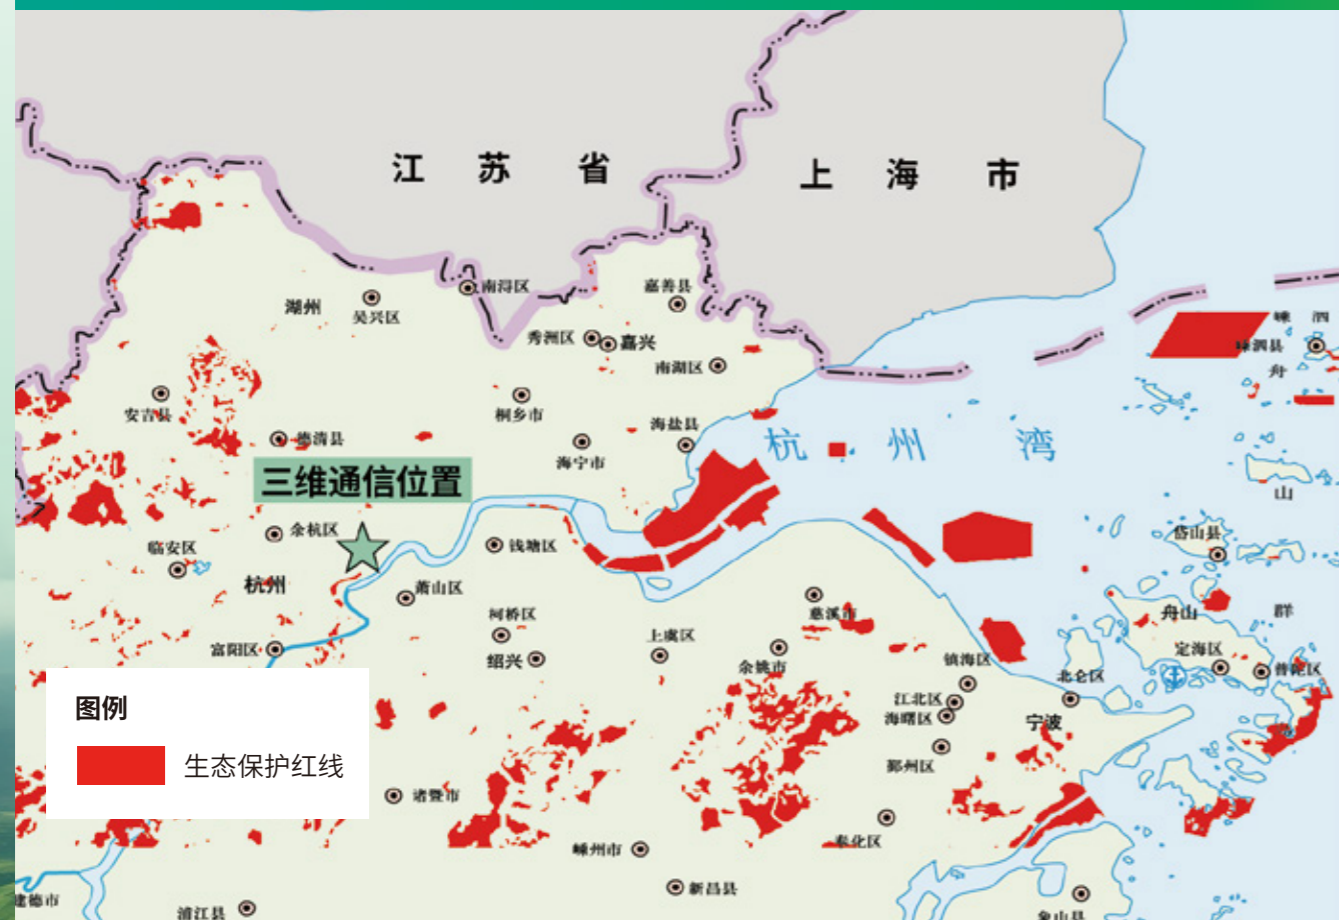 江苏省
上海市
南浔区
嘉善县
湖州
吴兴区
嵊泗
秀洲区
嘉兴
嵊泗县
南湖区
舟
安吉县
桐乡市
海盐县
德清县
杭州湾
海宁市
三维通信位置
山
余杭区
岱山县
临安区
钱塘区
杭州
萧山区
慈溪市
舟山
群
柯桥区
上虞区
富阳区
绍兴
余姚市
镇海区
定海区
北仑区
普陀区
江北区
海曙区
宁波
图例
生态保护红线
鄞州区
诸暨市
奉化区
嵊州市
新昌县
建德市
浦江县
象山县